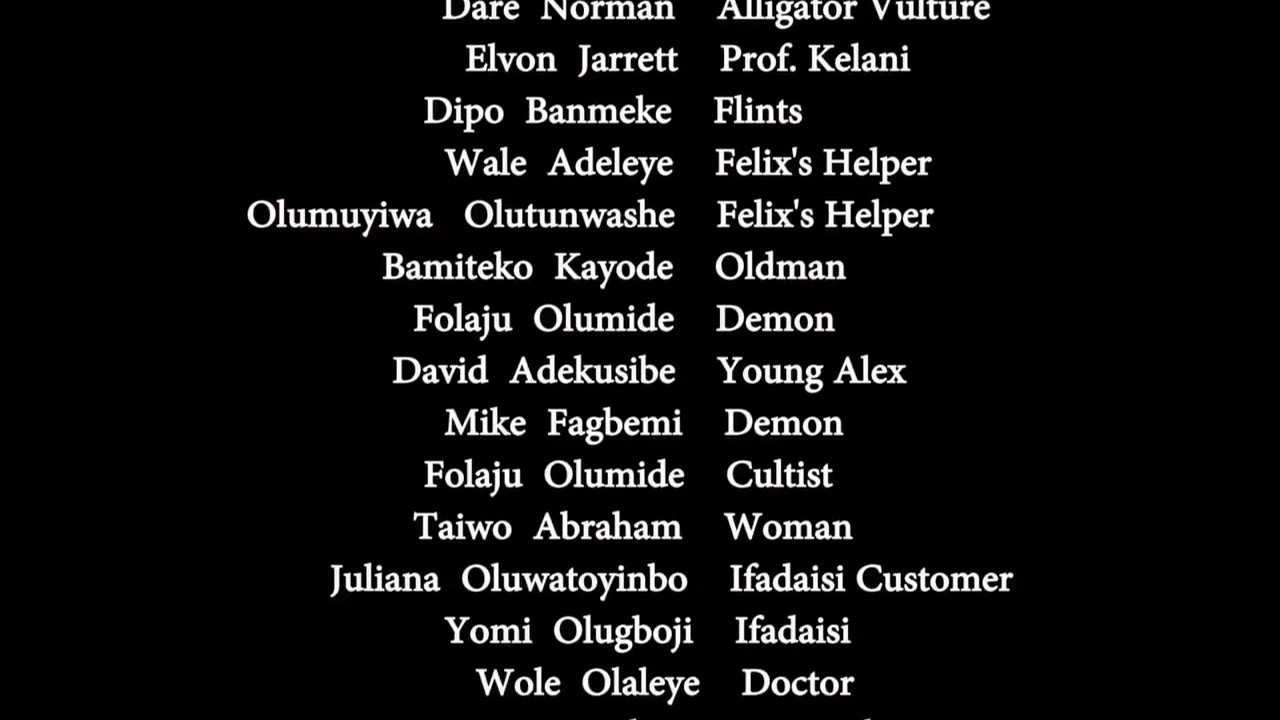 Dare Norman Alligator Vulture
Elvon Jarrett Prof. Kelani
Dipo Banmeke Flints
Wale Adeleye Felix's Helper
Olumuyiwa Olutunwashe Felix's Helper
Bamiteko Kayode Oldman
Folaju Olumide Demon
David Adekusibe Young Alex
Mike Fagbemi Demon
Folaju Olumide Cultist
Taiwo Abraham Woman
Juliana Oluwatoyinbo Ifadaisi Customer
Yomi Olugboji Ifadaisi
Wole Olaleye Doctor